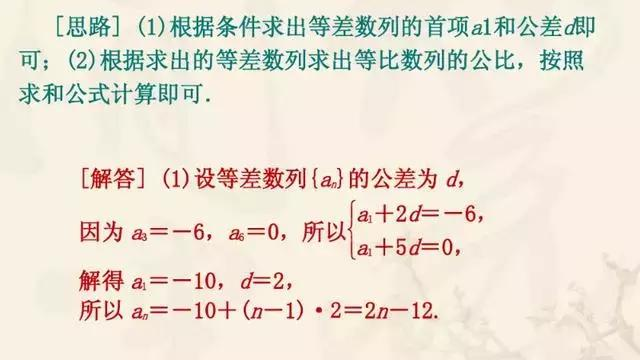 [思路] (1)根据条件求出等差数列的首项a1和公差d即
可；(2)根据求出的等差数列求出等比数列的公比，按照
求和公式计算即可．
[解答] (1)设等差数列{aₙ}的公差为 d，
因为 a₃＝－6，a₆＝0，所以{a₁＋2d＝－6，
a₁＋5d＝0，
解得 a₁＝－10，d＝2，
所以 aₙ＝－10＋(n－1)·2＝2n－12.